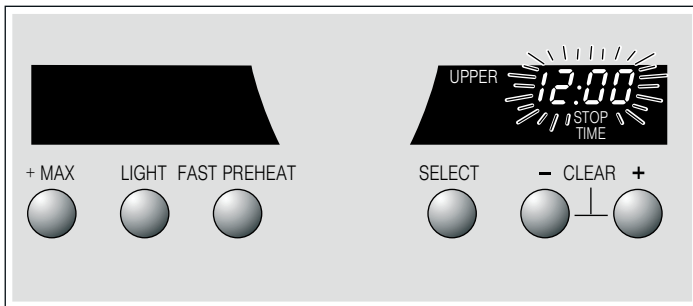 UPPER 12:00
STOP
TIME
+ MAX LIGHT FAST PREHEAT SELECT - CLEAR +